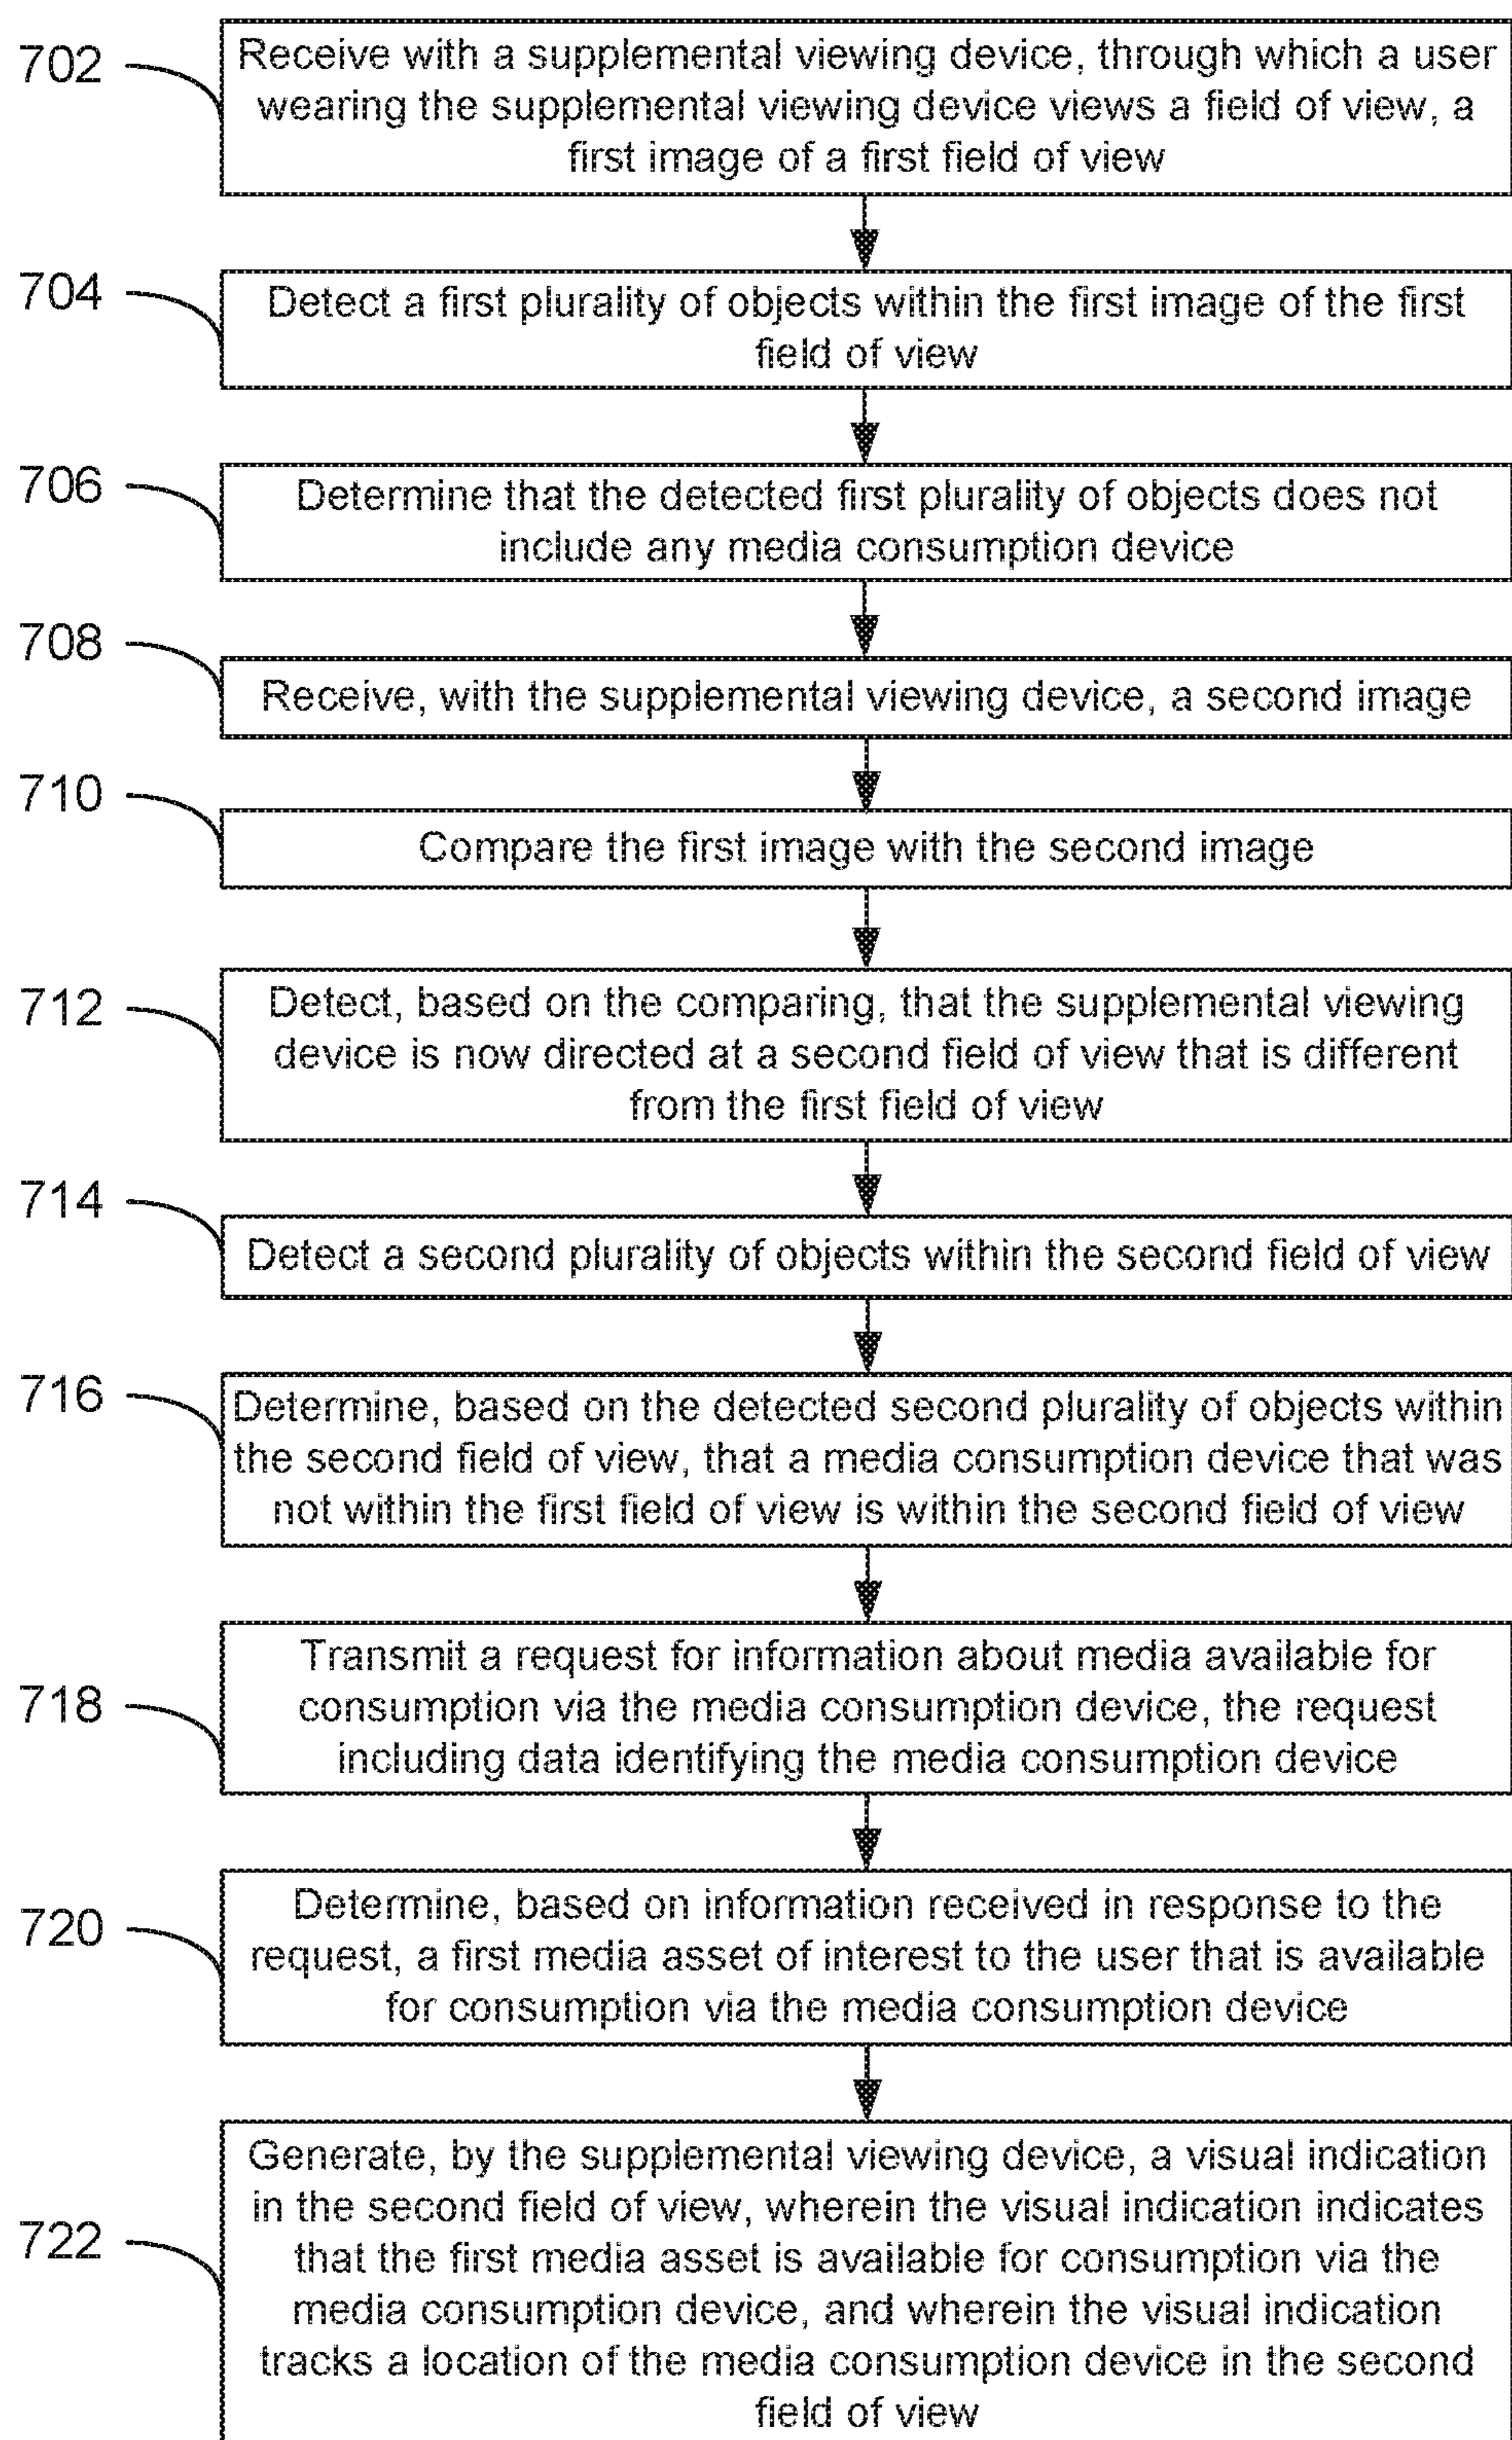 702
Receive with a supplemental viewing device, through which a user
wearing the supplemental viewing device views a field of view, a
first image of a first field of view
704
Detect a first plurality of objects within the first image of the first
field of view
706
Determine that the detected first plurality of objects does not
include any media consumption device
708
Receive, with the supplemental viewing device, a second image
710
Compare the first image with the second image
712
Detect, based on the comparing, that the supplemental viewing
device is now directed at a second field of view that is different
from the first field of view
714
Detect a second plurality of objects within the second field of view
716
Determine, based on the detected second plurality of objects within
the second field of view, that a media consumption device that was
not within the first field of view is within the second field of view
718
Transmit a request for information about media available for
consumption via the media consumption device, the request
including data identifying the media consumption device
720
Determine, based on information received in response to the
request, a first media asset of interest to the user that is available
for consumption via the media consumption device
722
Generate, by the supplemental viewing device, a visual indication
in the second field of view, wherein the visual indication indicates
that the first media asset is available for consumption via the
media consumption device, and wherein the visual indication
tracks a location of the media consumption device in the second
field of view